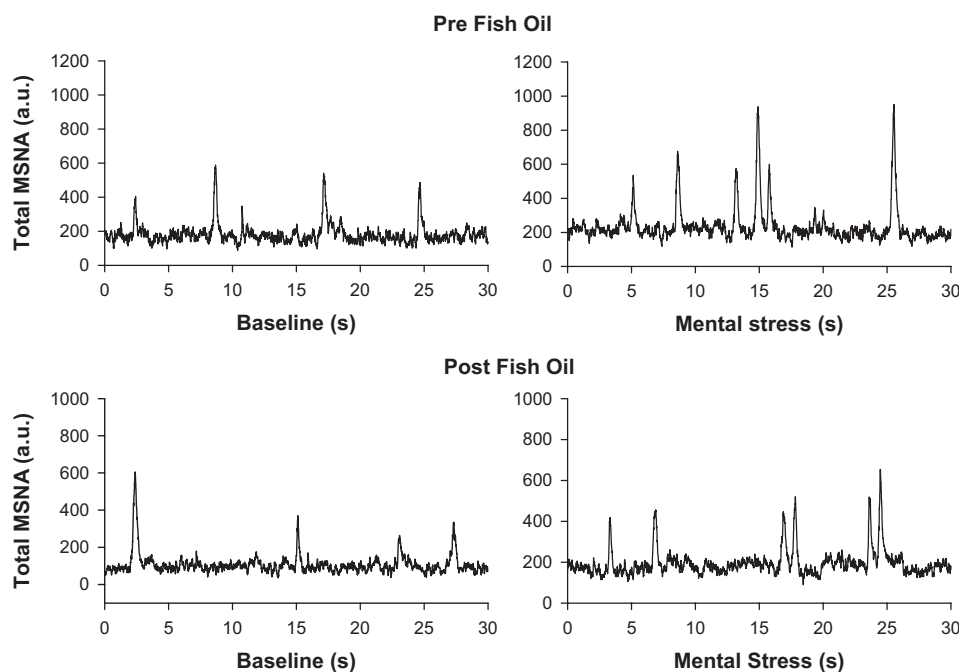 Pre Fish Oil
Total MSNA (a.u.)
1200
1000
800
600
400
200
0
0 5 10 15 20 25 30
Baseline (s)
1200
1000
800
600
400
200
0
0 5 10 15 20 25 30
Mental stress (s)
Post Fish Oil
Total MSNA (a.u.)
1000
800
600
400
200
0
0 5 10 15 20 25 30
Baseline (s)
1000
800
600
400
200
0
0 5 10 15 20 25 30
Mental Stress (s)